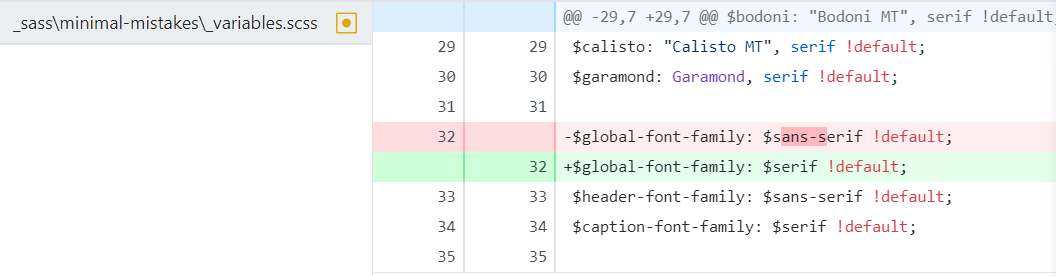 _sass\minimal-mistakes\_variables.scss
@@ -29,7 +29,7 @@ $bodoni: "Bodoni MT", serif !default;
29 29 $calisto: "Calisto MT", serif !default;
30 30 $garamond: Garamond, serif !default;
31 31
32 -$global-font-family: $sans-serif !default;
32 +$global-font-family: $serif !default;
33 33 $header-font-family: $sans-serif !default;
34 34 $caption-font-family: $serif !default;
35 35